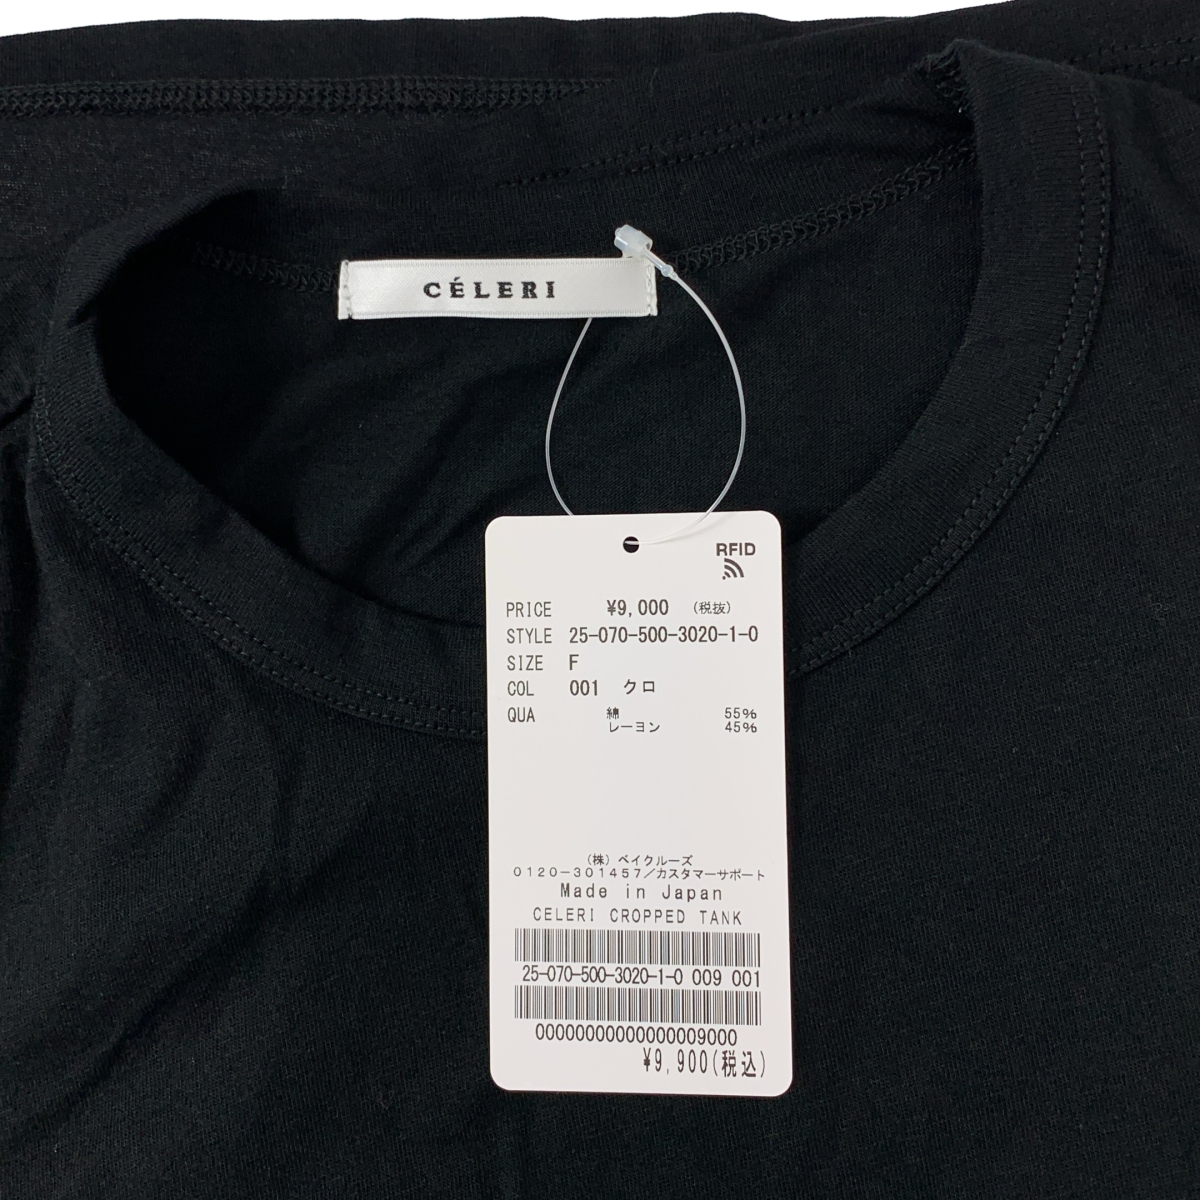 CÉLERI
RFID
PRICE ¥9,000 (税抜)
STYLE 25-070-500-3020-1-0
SIZE F
COL 001 クロ
QUA 綿 55%
レーヨン 45%
(株) ベイクルーズ
0120-301457/カスタマーサポート
Made in Japan
CELERI CROPPED TANK
25-070-500-3020-1-0 009 001
00000000000000009000
¥9,900(税込)